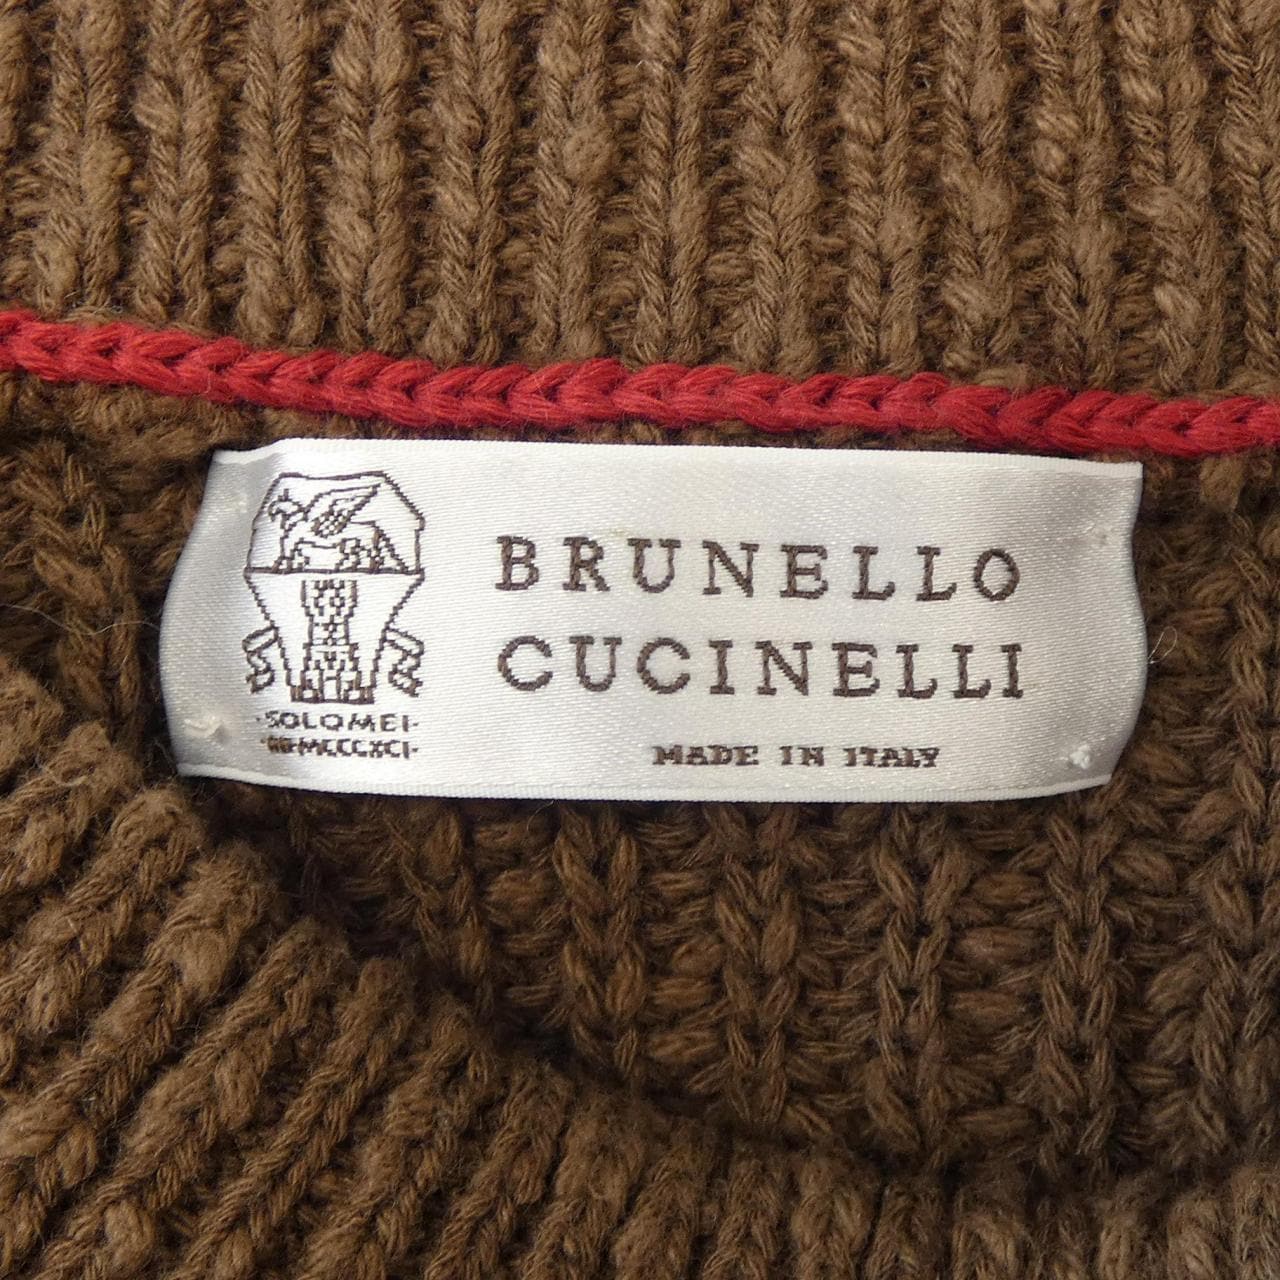 BRUNELLO
CUCINELLI
MADE IN ITALY
·SOLOMEI·